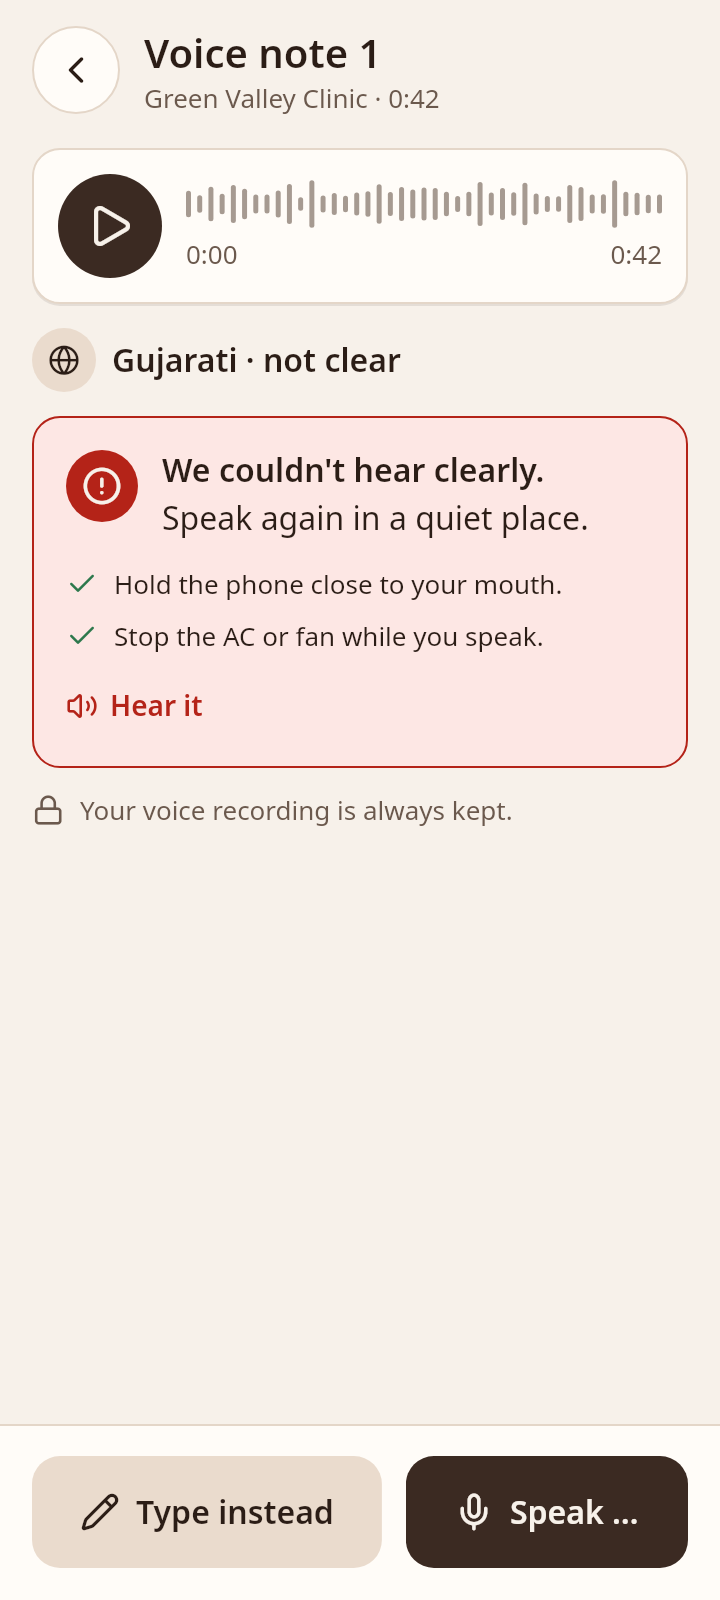 Voice note 1
Green Valley Clinic · 0:42
0:00
0:42
Gujarati · not clear
We couldn't hear clearly.
Speak again in a quiet place.
Hold the phone close to your mouth.
Stop the AC or fan while you speak.
Hear it
Your voice recording is always kept.
Type instead
Speak ...